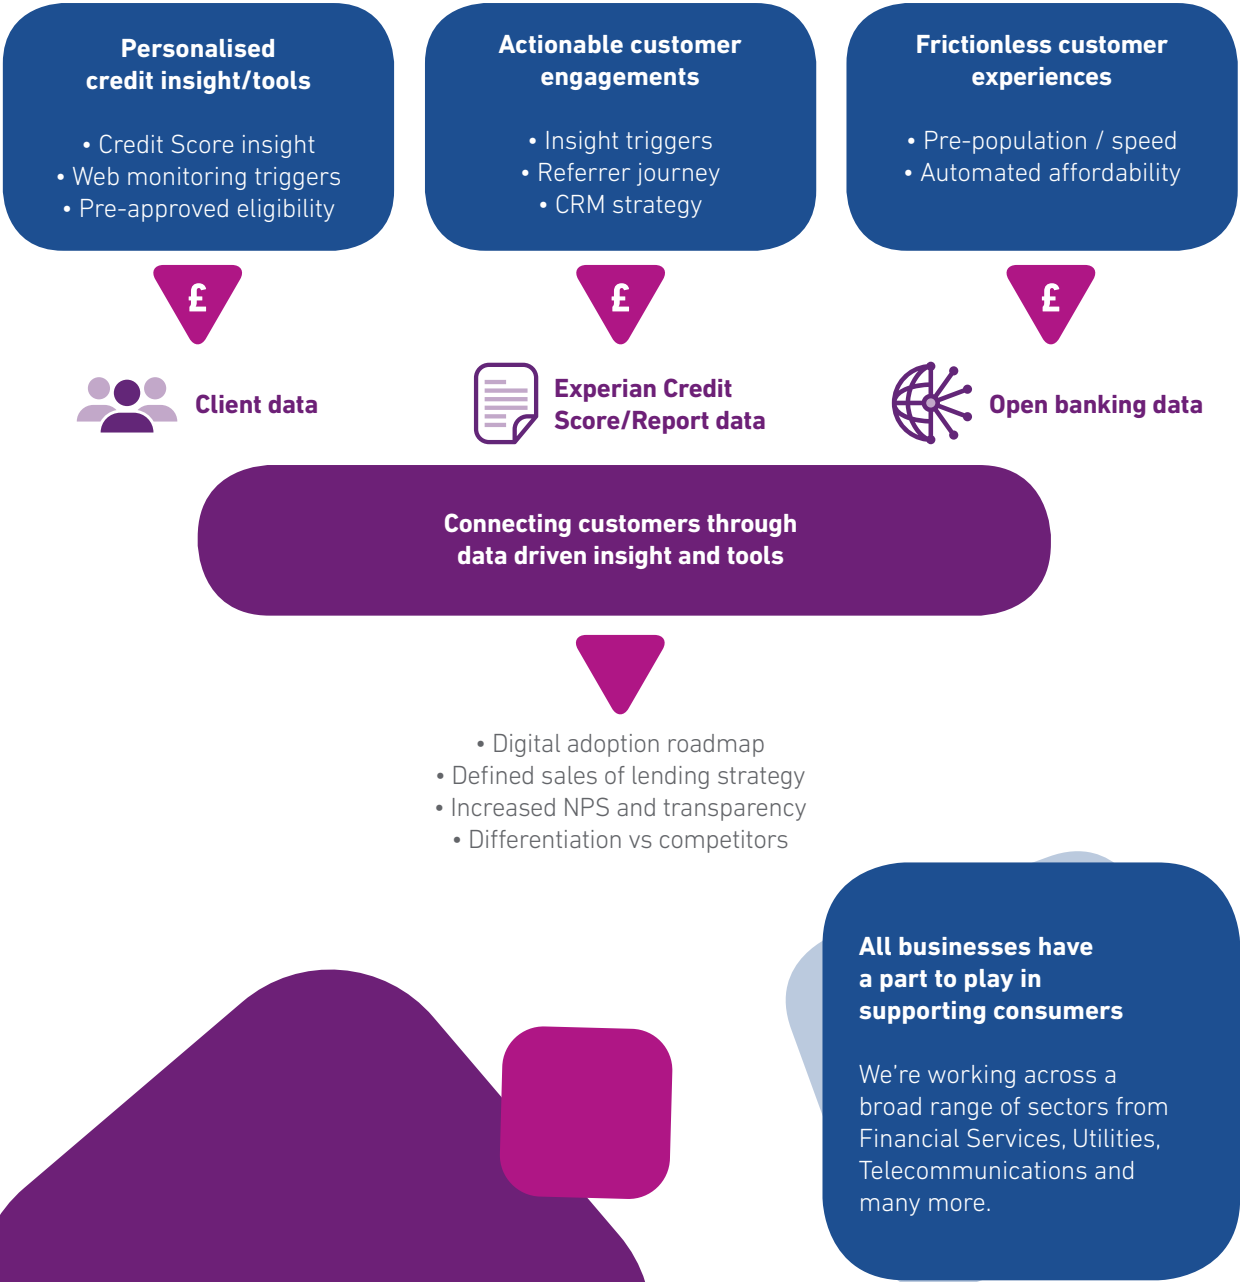 Personalised
credit insight/tools
• Credit Score insight
• Web monitoring triggers
• Pre-approved eligibility
Actionable customer
engagements
• Insight triggers
• Referrer journey
• CRM strategy
Frictionless customer
experiences
• Pre-population / speed
• Automated affordability
£
£
£
Client data
Experian Credit
Score/Report data
Open banking data
Connecting customers through
data driven insight and tools
• Digital adoption roadmap
• Defined sales of lending strategy
• Increased NPS and transparency
• Differentiation vs competitors
All businesses have
a part to play in
supporting consumers
We're working across a
broad range of sectors from
Financial Services, Utilities,
Telecommunications and
many more.